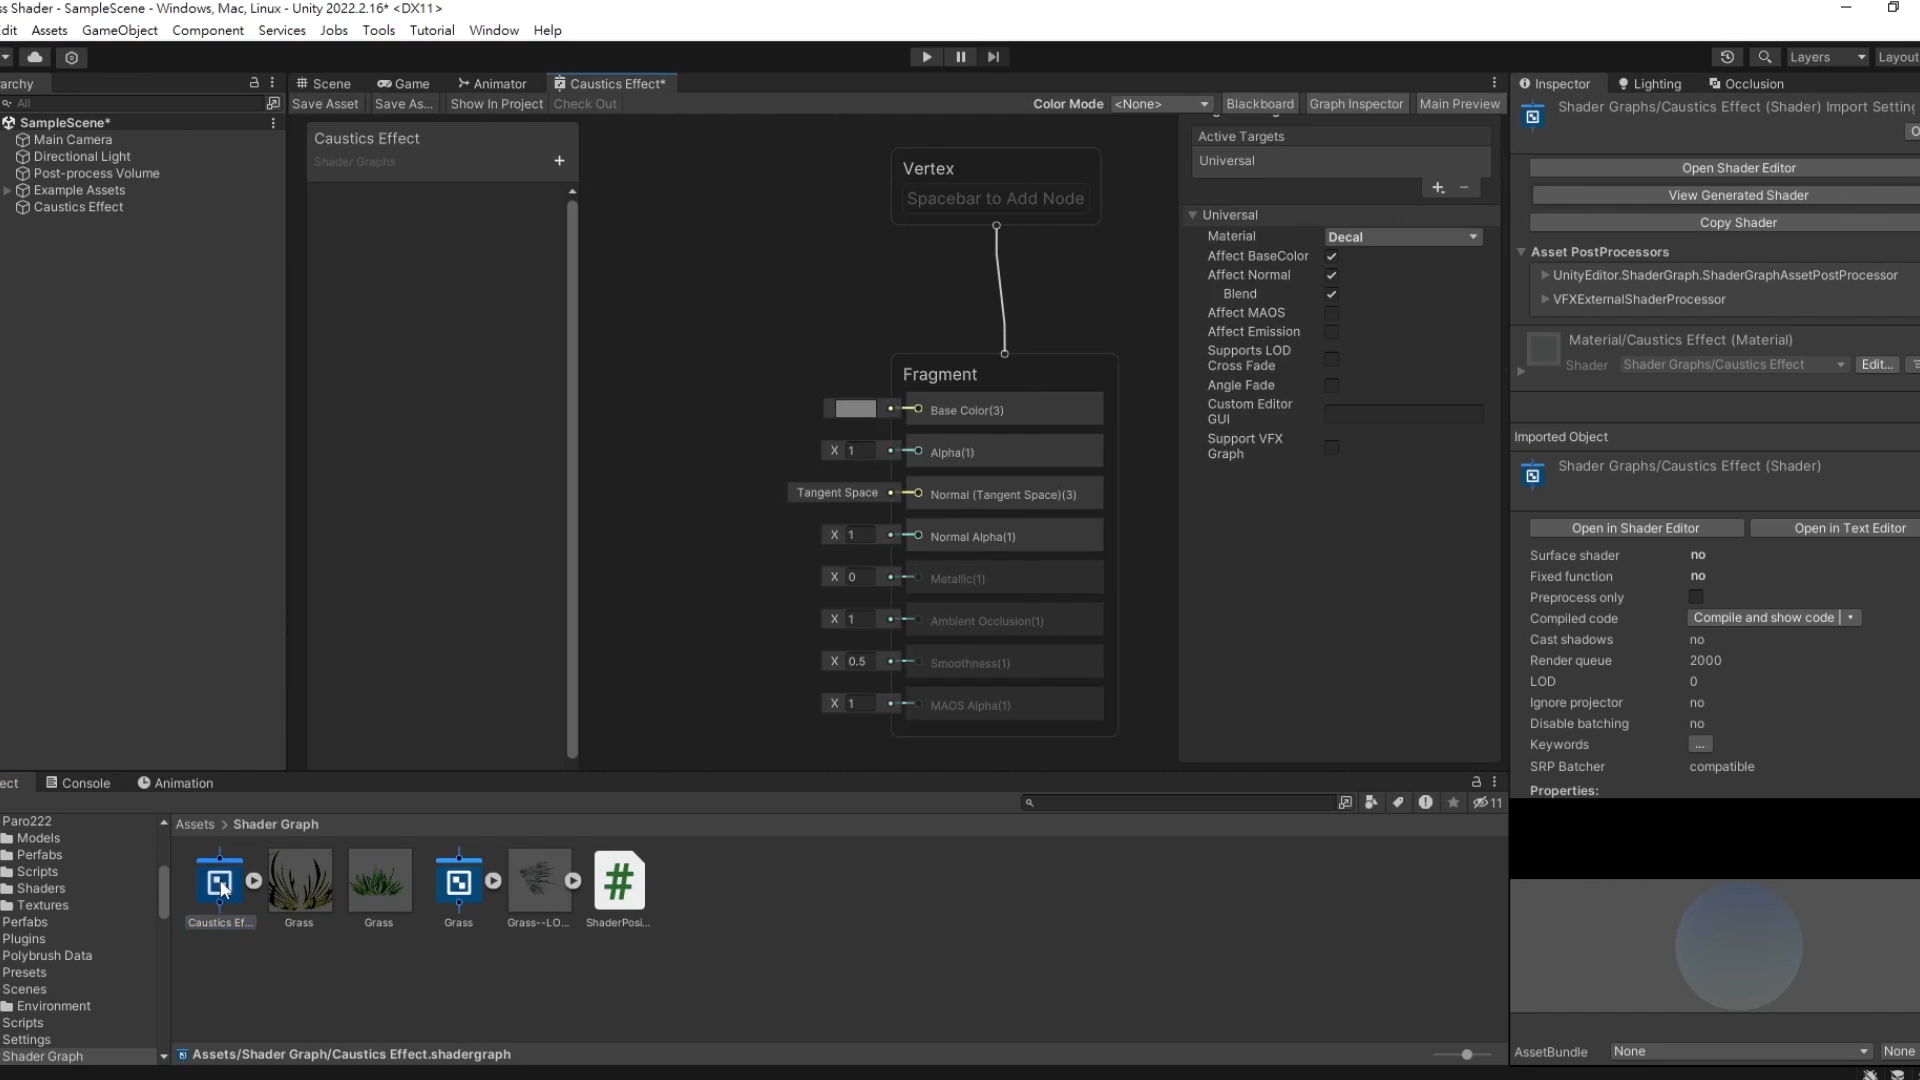 ss Shader - SampleScene - Windows, Mac, Linux - Unity 2022.2.16* <DX11>
dit Assets GameObject Component Services Jobs Tools Tutorial Window Help
Layers Layout
archy
All
SampleScene*
Main Camera
Directional Light
Post-process Volume
Example Assets
Caustics Effect
Scene Game Animator Caustics Effect*
Save Asset Save As... Show In Project Check Out Color Mode <None> Blackboard Graph Inspector Main Preview
Caustics Effect
Shader Graphs
+
Vertex
Spacebar to Add Node
Fragment
Base Color(3)
X 1 Alpha(1)
Tangent Space Normal (Tangent Space)(3)
X 1 Normal Alpha(1)
X 0 Metallic(1)
X 1 Ambient Occlusion(1)
X 0.5 Smoothness(1)
X 1 MAOS Alpha(1)
Active Targets
Universal
+ -
Universal
Material Decal
Affect BaseColor
Affect Normal
Blend
Affect MAOS
Affect Emission
Supports LOD
Cross Fade
Angle Fade
Custom Editor
GUI
Support VFX
Graph
Inspector Lighting Occlusion
Shader Graphs/Caustics Effect (Shader) Import Setting
O
Open Shader Editor
View Generated Shader
Copy Shader
Asset PostProcessors
UnityEditor.ShaderGraph.ShaderGraphAssetPostProcessor
VFXExternalShaderProcessor
Material/Caustics Effect (Material)
Shader Shader Graphs/Caustics Effect Edit...
Imported Object
Shader Graphs/Caustics Effect (Shader)
Open in Shader Editor Open in Text Editor
Surface shader no
Fixed function no
Preprocess only
Compiled code Compile and show code
Cast shadows no
Render queue 2000
LOD 0
Ignore projector no
Disable batching no
Keywords ...
SRP Batcher compatible
Properties:
AssetBundle None None
ect Console Animation
11
Paro222
Models
Perfabs
Scripts
Shaders
Textures
Perfabs
Plugins
Polybrush Data
Presets
Scenes
Environment
Scripts
Settings
Shader Graph
Assets > Shader Graph
#
Caustics Ef... Grass Grass Grass Grass--LO... ShaderPosi...
Assets/Shader Graph/Caustics Effect.shadergraph